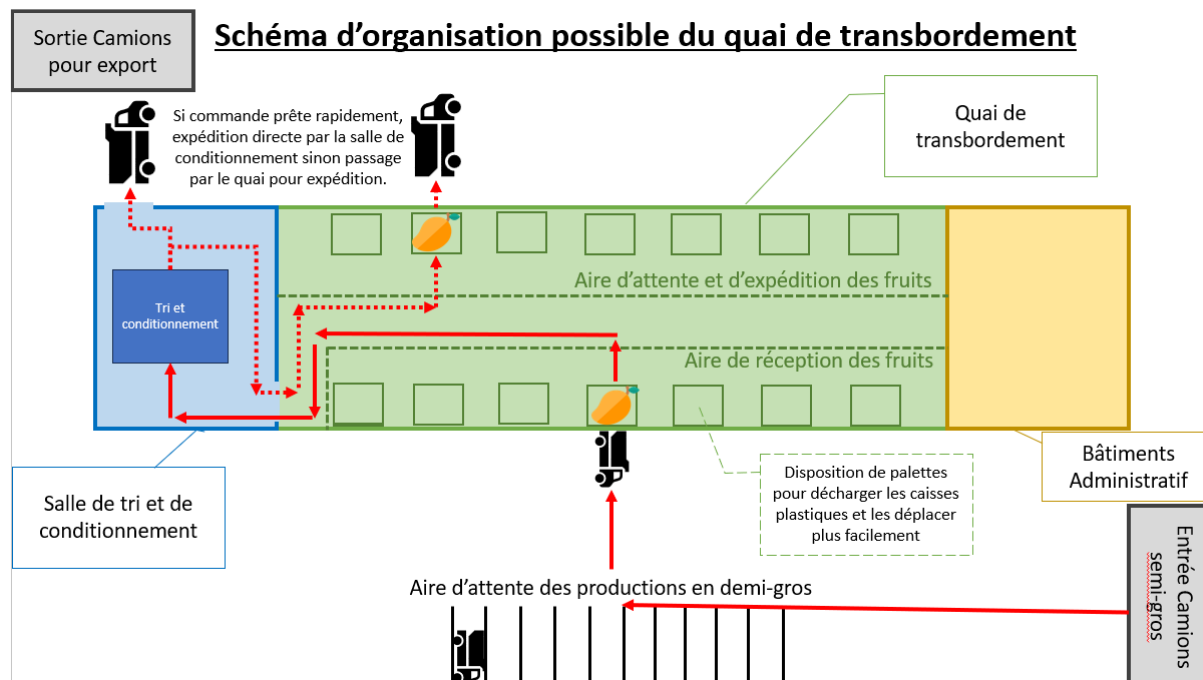 Sortie Camions
pour export
Schéma d'organisation possible du quai de transbordement
Si commande prête rapidement,
expédition directe par la salle de
conditionnement sinon passage
par le quai pour expédition.
Quai de
transbordement
Aire d'attente et d'expédition des fruits
Tri et
conditionnement
Aire de réception des fruits
Bâtiments
Administratif
Disposition de palettes
pour décharger les caisses
plastiques et les déplacer
plus facilement
Salle de tri et de
conditionnement
Entrée Camions
semi-gros
Aire d'attente des productions en demi-gros